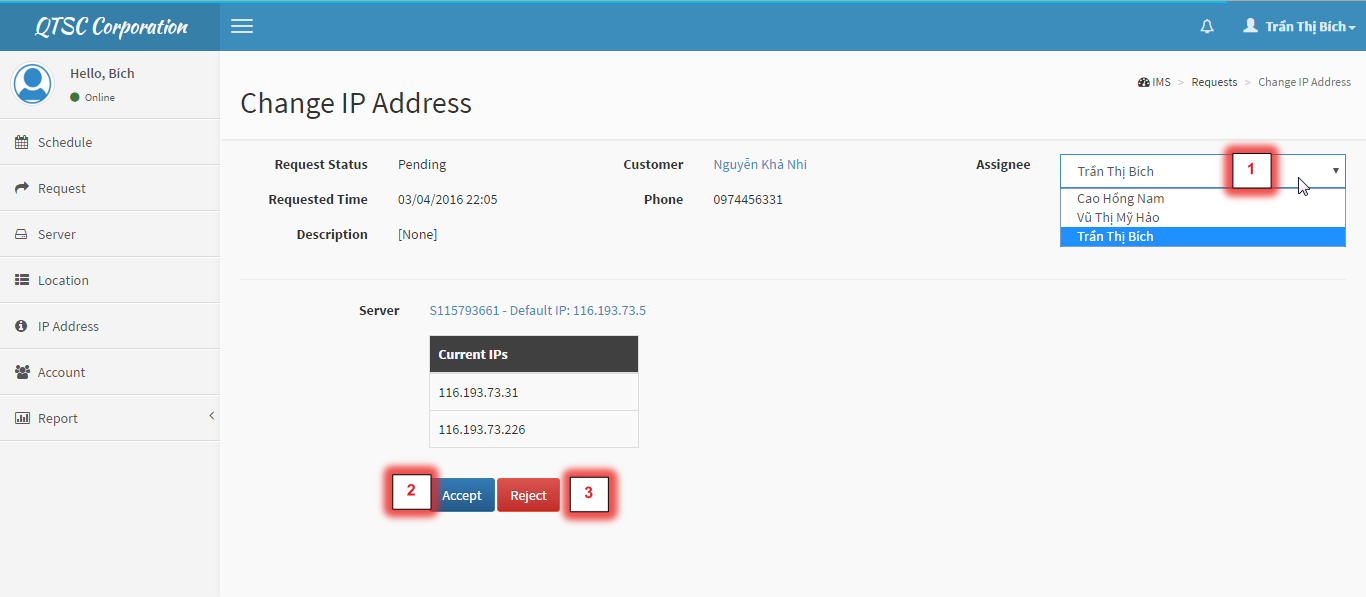 QTSC Corporation
Trần Thị Bích
Hello, Bích
Online
IMS > Requests > Change IP Address
Change IP Address
Schedule
Request
Server
Location
IP Address
Account
Report
Request Status Pending Customer Nguyễn Khả Nhi Assignee Trần Thị Bích 1
Requested Time 03/04/2016 22:05 Phone 0974456331 Cao Hồng Nam
Vũ Thị Mỹ Hảo
Description [None] Trần Thị Bích
Server S115793661 - Default IP: 116.193.73.5
Current IPs
116.193.73.31
116.193.73.226
2 Accept Reject 3